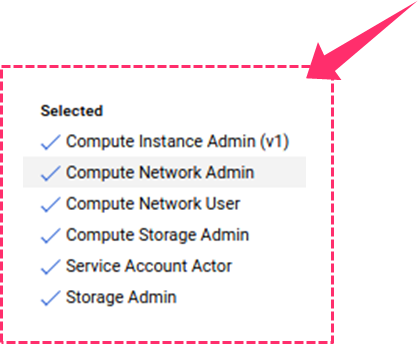 Selected
Compute Instance Admin (v1)
Compute Network Admin
Compute Network User
Compute Storage Admin
Service Account Actor
Storage Admin